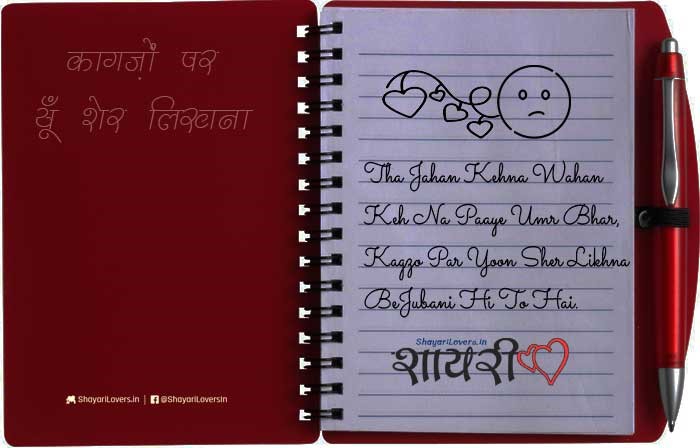 कागज़ों पर
यूँ शेर लिखना
ShayariLovers.in | @ShayariLoversin
Tha Jahan Kehna Wahan
Keh Na Paaye Umr Bhar,
Kagzo Par Yoon Sher Likhna
BeJubani Hi To Hai.
ShayariLovers.in
शायरी